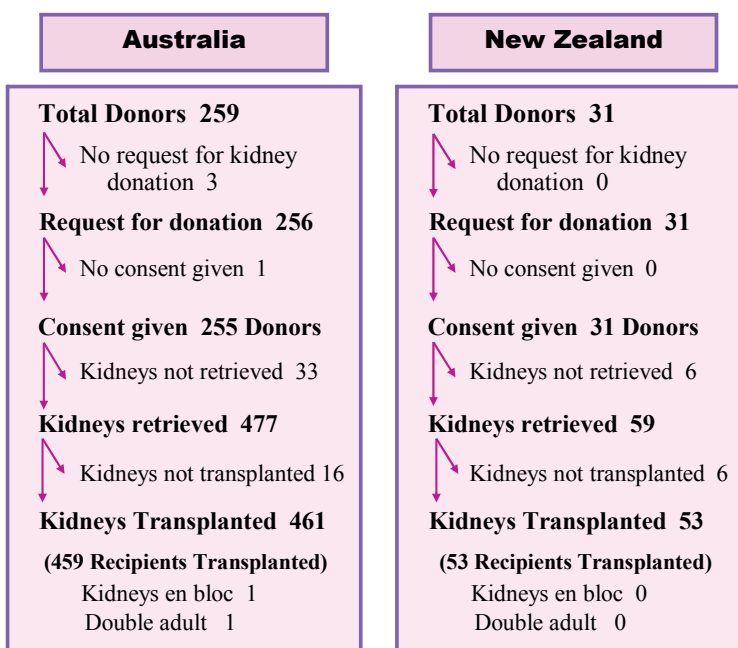 Australia
Total Donors 259
No request for kidney
donation 3
Request for donation 256
No consent given 1
Consent given 255 Donors
Kidneys not retrieved 33
Kidneys retrieved 477
Kidneys not transplanted 16
Kidneys Transplanted 461
(459 Recipients Transplanted)
Kidneys en bloc 1
Double adult 1
New Zealand
Total Donors 31
No request for kidney
donation 0
Request for donation 31
No consent given 0
Consent given 31 Donors
Kidneys not retrieved 6
Kidneys retrieved 59
Kidneys not transplanted 6
Kidneys Transplanted 53
(53 Recipients Transplanted)
Kidneys en bloc 0
Double adult 0